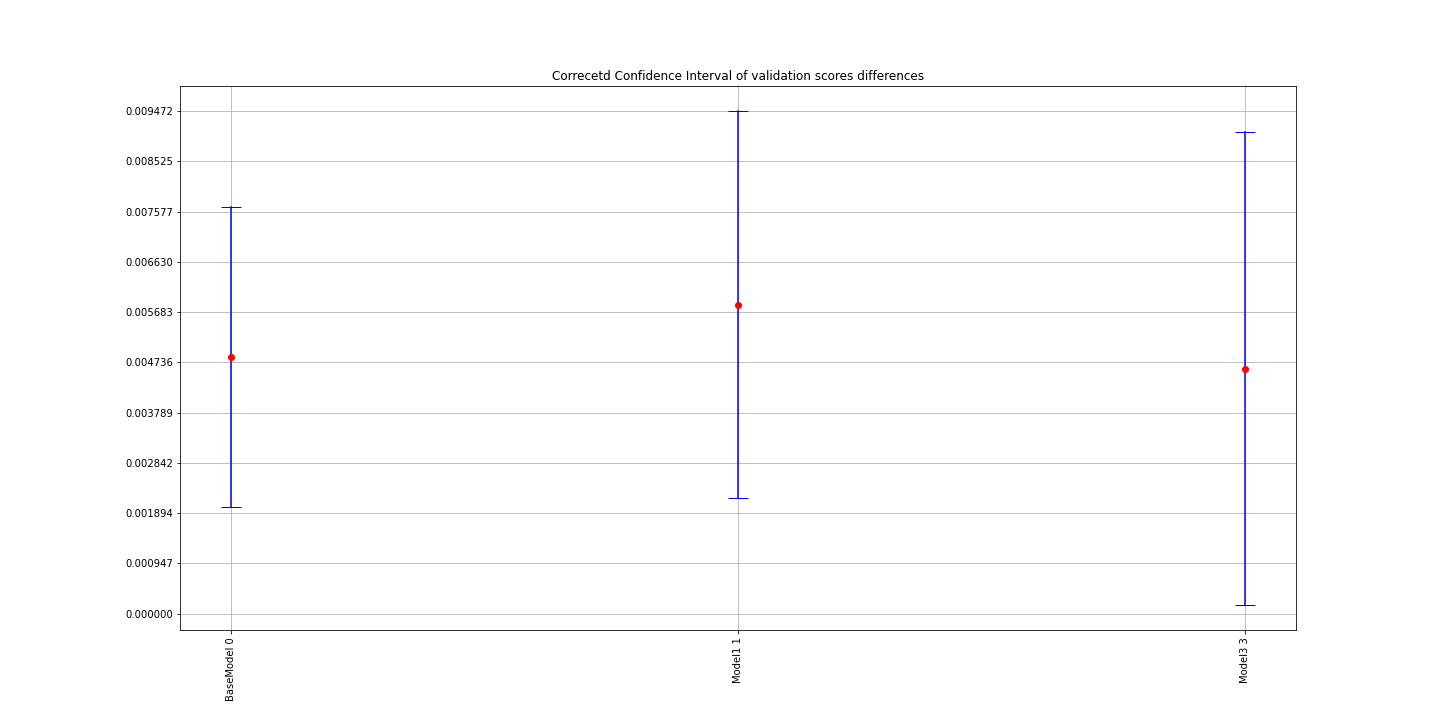 Correcetd Confidence Interval of validation scores differences
0.009472
0.008525
0.007577
0.006630
0.005683
0.004736
0.003789
0.002842
0.001894
0.000947
0.000000
BaseModel 0
Model1 1
Model3 3